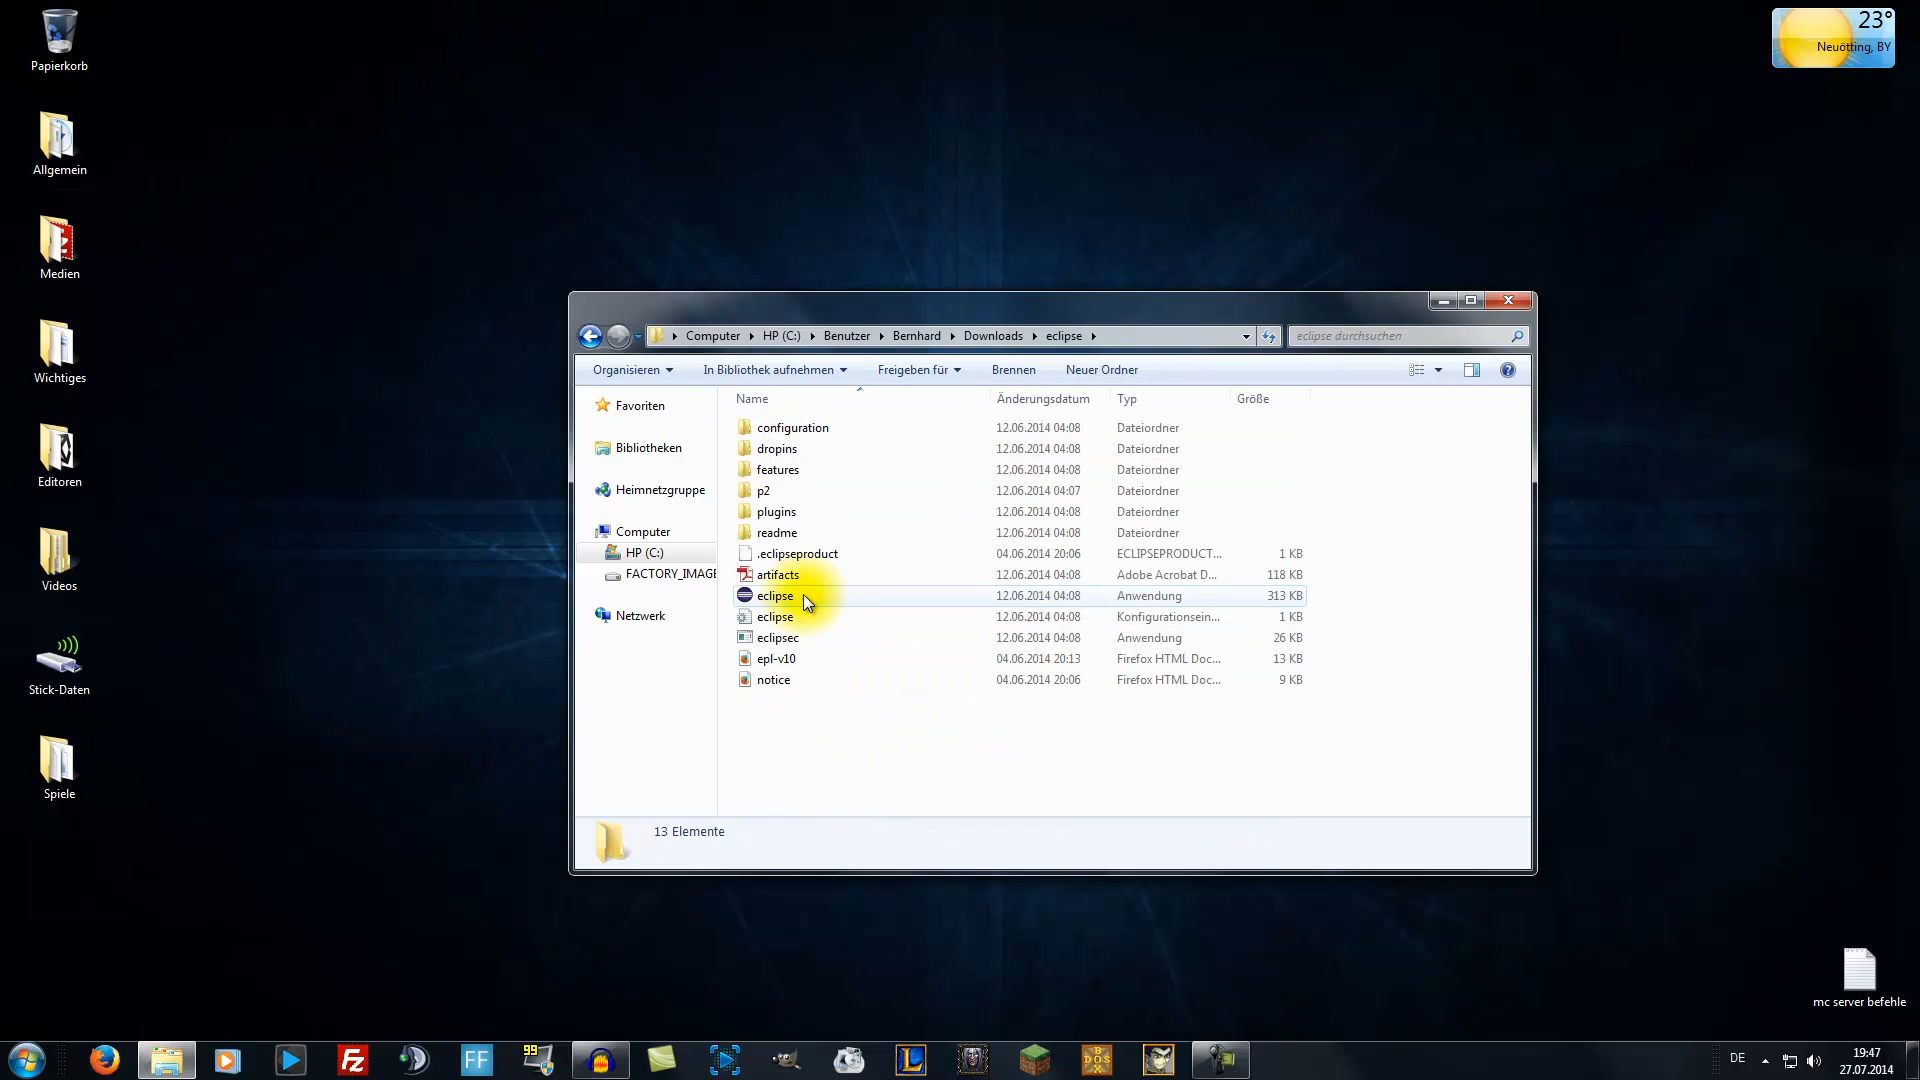 Papierkorb
Allgemein
Medien
Wichtiges
Editoren
Videos
Stick-Daten
Spiele
23°
Neuötting, BY
Computer HP (C:) Benutzer Bernhard Downloads eclipse
eclipse durchsuchen
Organisieren In Bibliothek aufnehmen Freigeben für Brennen Neuer Ordner
Favoriten
Bibliotheken
Heimnetzgruppe
Computer
HP (C:)
FACTORY_IMAGE
Netzwerk
Name Änderungsdatum Typ Größe
configuration 12.06.2014 04:08 Dateiordner
dropins 12.06.2014 04:08 Dateiordner
features 12.06.2014 04:08 Dateiordner
p2 12.06.2014 04:07 Dateiordner
plugins 12.06.2014 04:08 Dateiordner
readme 12.06.2014 04:08 Dateiordner
.eclipseproduct 04.06.2014 20:06 ECLIPSEPRODUCT... 1 KB
artifacts 12.06.2014 04:08 Adobe Acrobat D... 118 KB
eclipse 12.06.2014 04:08 Anwendung 313 KB
eclipse 12.06.2014 04:08 Konfigurationsein... 1 KB
eclipsec 12.06.2014 04:08 Anwendung 26 KB
epl-v10 04.06.2014 20:13 Firefox HTML Doc... 13 KB
notice 04.06.2014 20:06 Firefox HTML Doc... 9 KB
13 Elemente
mc server befehle
FZ
FF
99
L
BOX
DOS
DE
19:47
27.07.2014